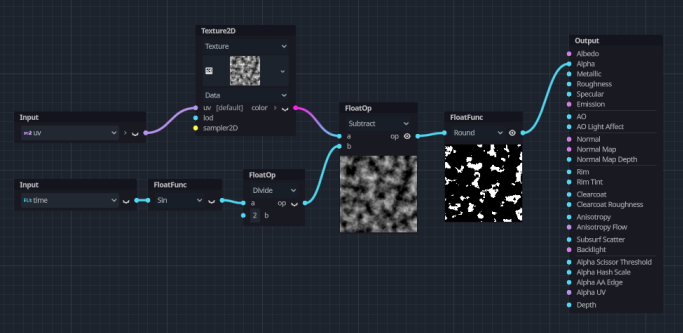 Texture2D
Texture
Data
uv [default] color
lod
sampler2D
Input
uv
Input
time
FloatFunc
Sin
FloatOp
Divide
a op
2 b
FloatOp
Subtract
a op
b
FloatFunc
Round
Output
Albedo
Alpha
Metallic
Roughness
Specular
Emission
AO
AO Light Affect
Normal
Normal Map
Normal Map Depth
Rim
Rim Tint
Clearcoat
Clearcoat Roughness
Anisotropy
Anisotropy Flow
Subsurf Scatter
Backlight
Alpha Scissor Threshold
Alpha Hash Scale
Alpha AA Edge
Alpha UV
Depth